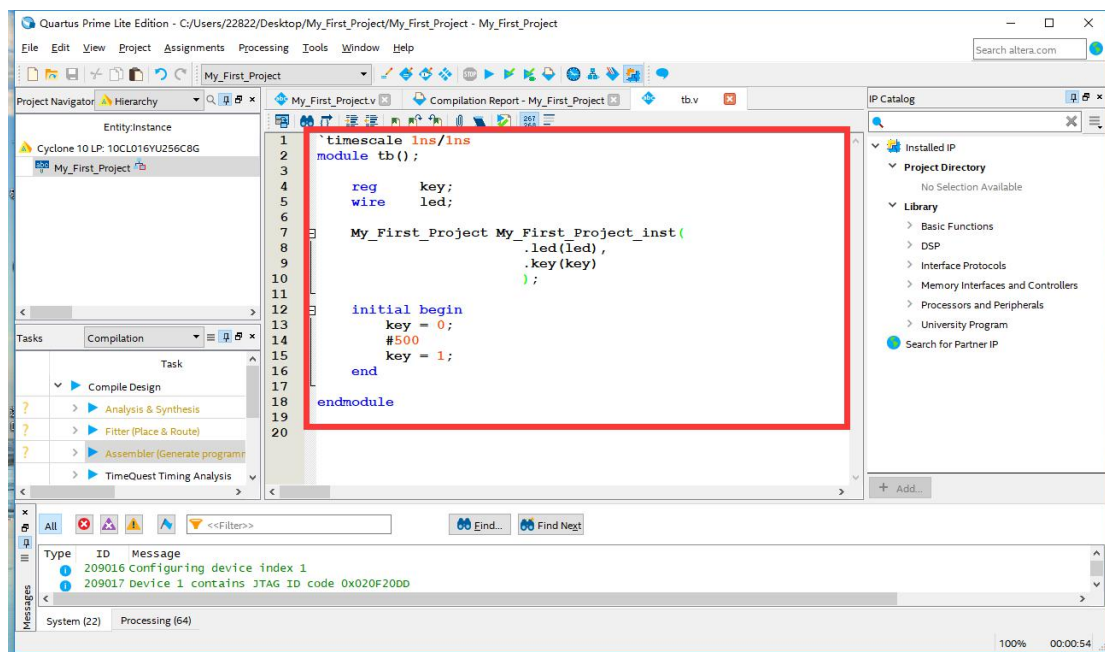 Quartus Prime Lite Edition - C:/Users/22822/Desktop/My_First_Project/My_First_Project - My_First_Project
File Edit View Project Assignments Processing Tools Window Help
Search altera.com
My_First_Project
Project Navigator Hierarchy
My_First_Project.v
Compilation Report - My_First_Project
tb.v
IP Catalog
Entity:Instance
Cyclone 10 LP: 10CL016YU256C8G
My_First_Project
267
268
1 `timescale 1ns/1ns
2 module tb();
3
4 reg key;
5 wire led;
6
7 My_First_Project My_First_Project_inst(
8 .led(led),
9 .key(key)
10 );
11
12 initial begin
13 key = 0;
14 #500
15 key = 1;
16 end
17
18 endmodule
19
20
Installed IP
Project Directory
No Selection Available
Library
Basic Functions
DSP
Interface Protocols
Memory Interfaces and Controllers
Processors and Peripherals
University Program
Search for Partner IP
+ Add...
Tasks Compilation
Task
Compile Design
? Analysis & Synthesis
? Fitter (Place & Route)
? Assembler (Generate programm
TimeQuest Timing Analysis
All <<Filter>> Find... Find Next
Type ID Message
209016 Configuring device index 1
209017 Device 1 contains JTAG ID code 0x020F20DD
Messages
System (22) Processing (64)
100% 00:00:54